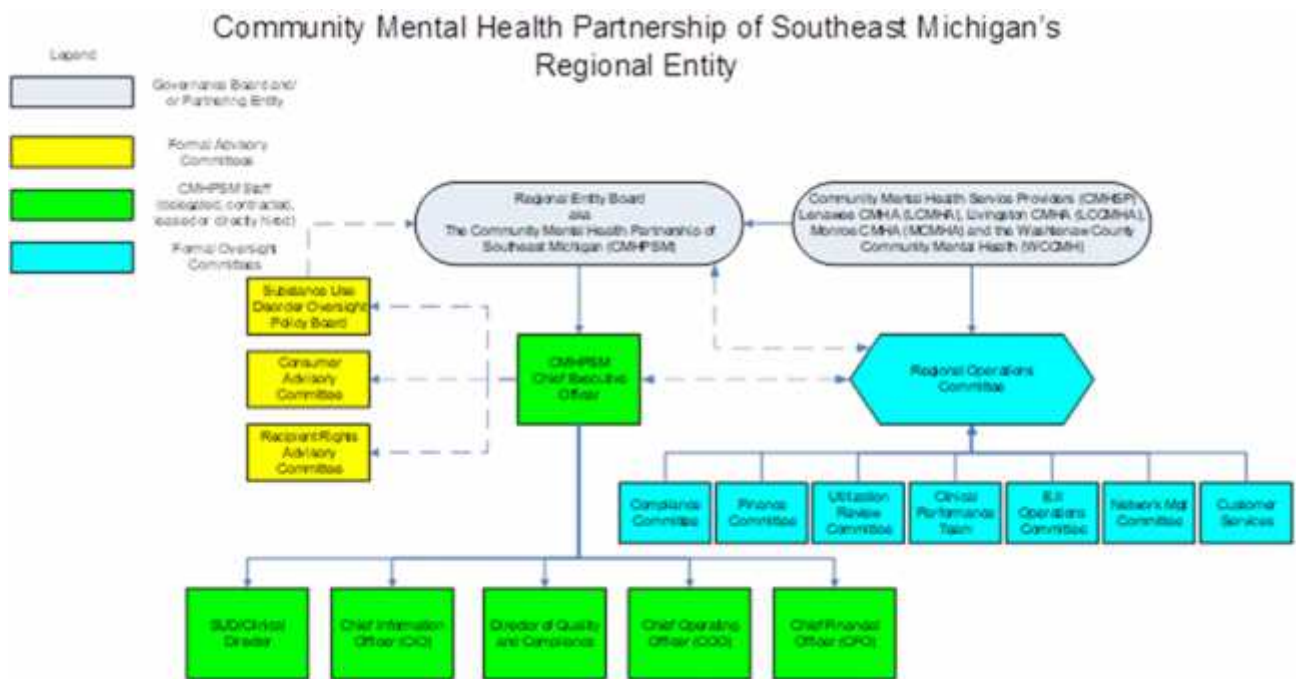 Community Mental Health Partnership of Southeast Michigan's
Regional Entity
Legend
Governance Board and/
or Partnering Entity
Formal Advisory
Committees
CMHPSM Staff
(delegated, contracted,
leased or directly hired)
Formal Oversight
Committees
Regional Entity Board
aka
The Community Mental Health Partnership of
Southeast Michigan (CMHPSM)
Community Mental Health Service Providers (CMHSP)
Lenawee CMHA (LCMHA), Livingston CMHA (LCCMHA),
Monroe CMHA (MCMHA) and the Washtenaw County
Community Mental Health (WCCMH)
Substance Use
Disorder Oversight
Policy Board
Consumer
Advisory
Committee
Recipient Rights
Advisory
Committee
CMHPSM
Chief Executive
Officer
Regional Operations
Committee
Compliance
Committee
Finance
Committee
Utilization
Review
Committee
Clinical
Performance
Team
Operations
Committee
Network Mgt
Committee
Customer
Services
SUD/Clinical
Director
Chief Information
Officer (CIO)
Director of Quality
and Compliance
Chief Operating
Officer (COO)
Chief Financial
Officer (CFO)